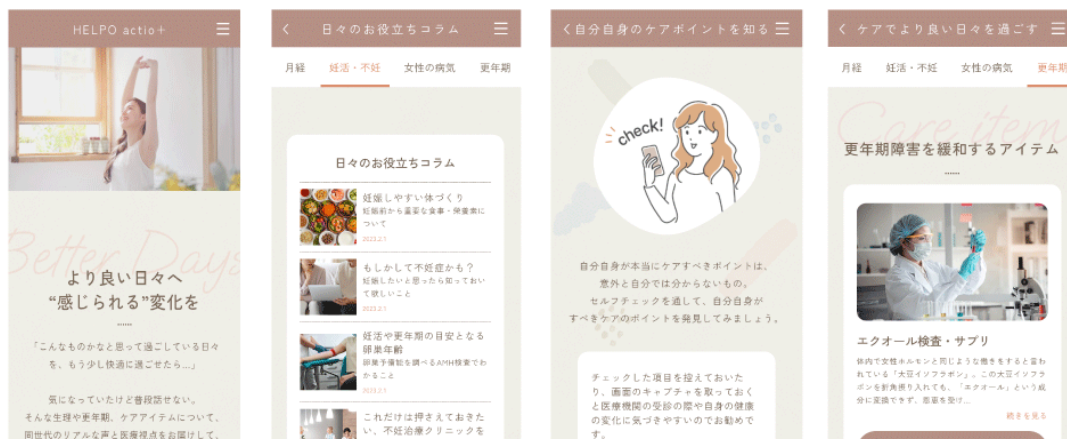 HELPO actio+
Better Days
より良い日々へ
“感じられる”変化を
「こんなものかなと思って過ごしている日々
を、もう少し快適に過ごせたら...」
気になっていたけど普段話せない。
そんな生理や更年期、ケアアイテムについて、
同世代のリアルな声と医療視点をお届けして、
日々のお役立ちコラム
月経 妊活・不妊 女性の病気 更年期
日々のお役立ちコラム
妊娠しやすい体づくり
妊娠前から重要な食事・栄養素に
ついて
2023.2.1
もしかして不妊症かも?
妊娠したいと思ったら知っておい
て欲しいこと
2023.2.1
妊活や更年期の目安となる
卵巣年齢
卵巣予備能を調べるAMH検査でわ
かること
2023.2.1
これだけは押さえておきた
い、不妊治療クリニックを
自分自身のケアポイントを知る
check!
自分自身が本当にケアすべきポイントは、
意外と自分では分からないもの。
セルフチェックを通して、自分自身が
すべきケアのポイントを発見してみましょう。
チェックした項目を控えておいた
り、画面のキャプチャを取っておく
と医療機関の受診の際や自身の健康
の変化に気づきやすいのでお勧めで
す。
ケアでより良い日々を過ごす
月経 妊活・不妊 女性の病気 更年期
Care item
更年期障害を緩和するアイテム
エクオール検査・サプリ
体内で女性ホルモンと同じような働きをすると言わ
れている「大豆イソフラボン」。この大豆イソフラ
ボンを折角摂り入れても、「エクオール」という成
分に変換できず、恩恵を受け...
続きを見る